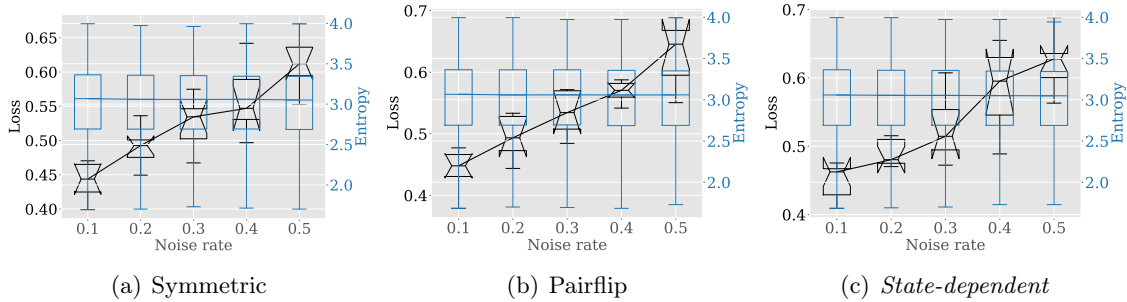 0.65
0.60
0.55
0.50
0.45
0.40
Loss
4.0
3.5
3.0
2.5
2.0
Entropy
0.1 0.2 0.3 0.4 0.5
Noise rate
(a) Symmetric
0.7
0.6
0.5
0.4
Loss
4.0
3.5
3.0
2.5
2.0
Entropy
0.1 0.2 0.3 0.4 0.5
Noise rate
(b) Pairflip
0.7
0.6
0.5
0.4
Loss
4.0
3.5
3.0
2.5
2.0
Entropy
0.1 0.2 0.3 0.4 0.5
Noise rate
(c) State-dependent